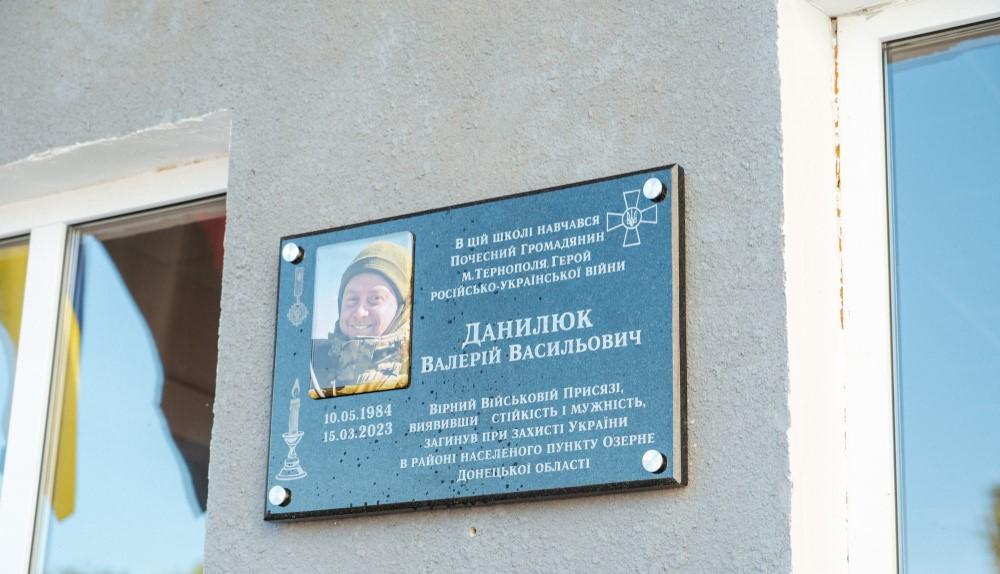 В ЦІЙ ШКОЛІ НАВЧАВСЯ
ПОЧЕСНИЙ ГРОМАДЯНИН
М.ТЕРНОПОЛЯ, ГЕРОЙ
РОСІЙСЬКО-УКРАЇНСЬКОЇ ВІЙНИ
ДАНИЛЮК
ВАЛЕРІЙ ВАСИЛЬОВИЧ
10.05.1984
15.03.2023
ВІРНИЙ ВІЙСЬКОВІЙ ПРИСЯЗІ,
ВИЯВИВШИ СТІЙКІСТЬ І МУЖНІСТЬ,
ЗАГИНУВ ПРИ ЗАХИСТІ УКРАЇНИ
В РАЙОНІ НАСЕЛЕНОГО ПУНКТУ ОЗЕРНЕ
ДОНЕЦЬКОЇ ОБЛАСТІ